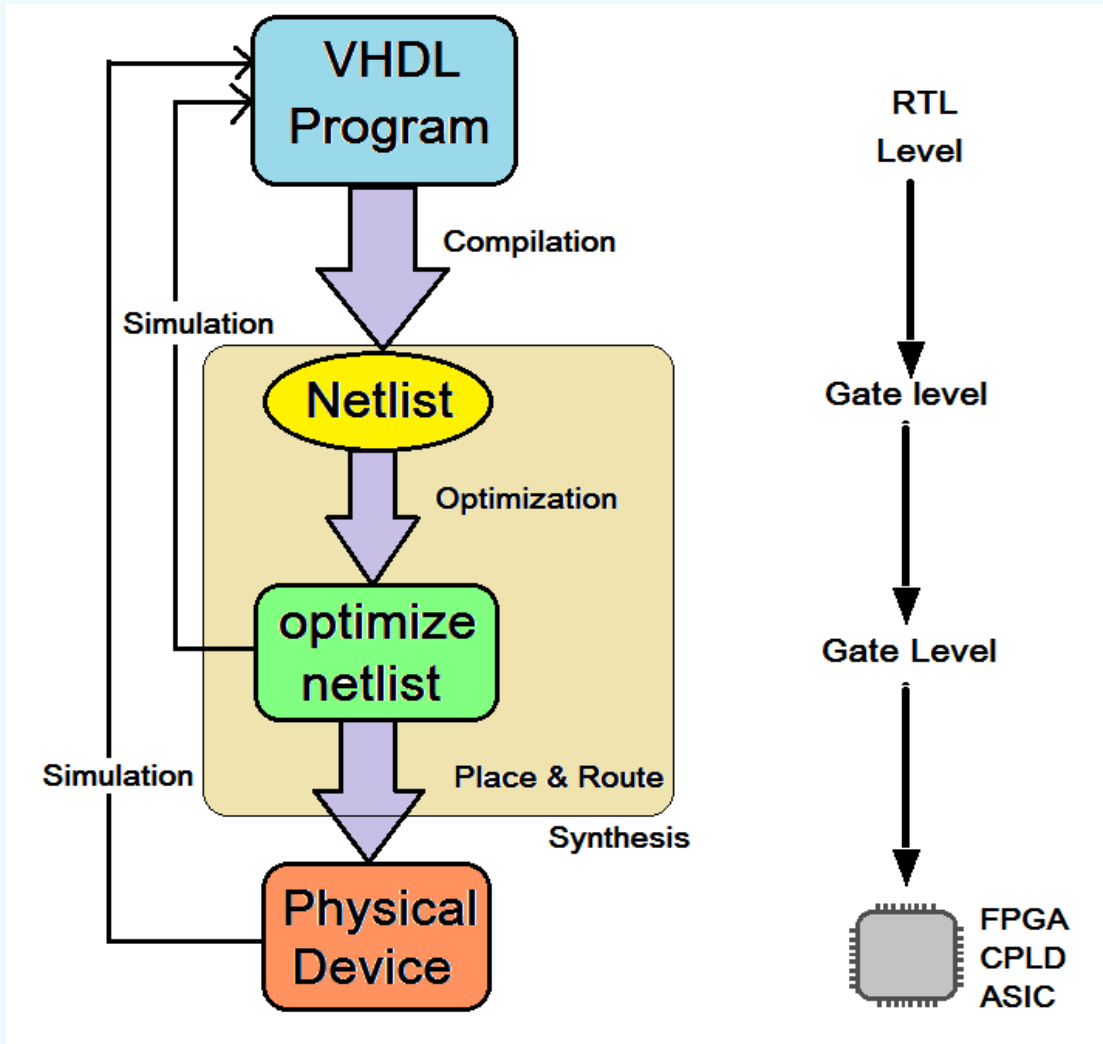 VHDL
Program
Compilation
Simulation
Netlist
Optimization
optimize
netlist
Simulation
Place & Route
Synthesis
Physical
Device
RTL
Level
Gate level
Gate Level
FPGA
CPLD
ASIC